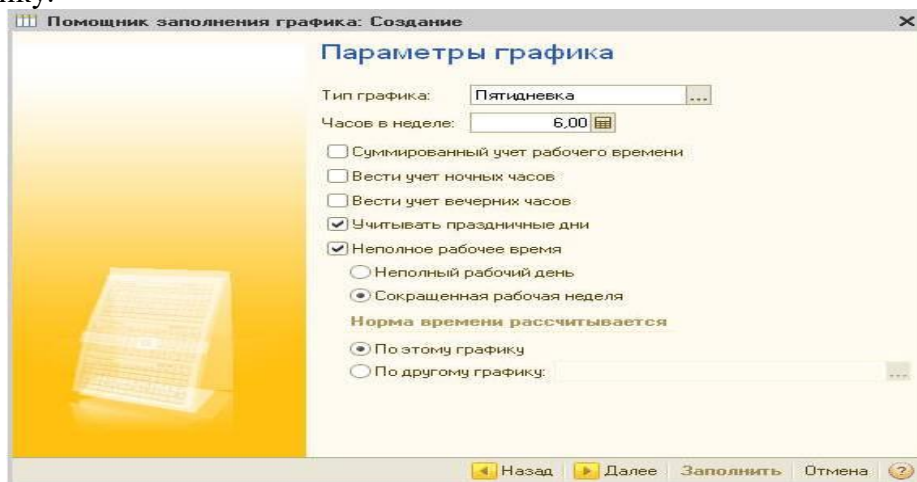 нку.
Помощник заполнения графика: Создание
Параметры графика
Тип графика: Пятидневка ...
Часов в неделе: 6,00
Суммированный учет рабочего времени
Вести учет ночных часов
Вести учет вечерних часов
Учитывать праздничные дни
Неполное рабочее время
Неполный рабочий день
Сокращенная рабочая неделя
Норма времени рассчитывается
По этому графику
По другому графику: ...
Назад Далее Заполнить Отмена ?